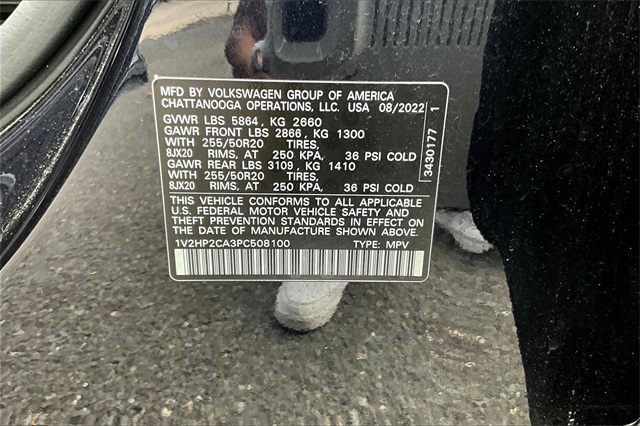 MFD BY VOLKSWAGEN GROUP OF AMERICA
CHATTANOOGA OPERATIONS, LLC. USA 08/2022
GVWR LBS 5864, KG 2660
GAWR FRONT LBS 2866, KG 1300
WITH 255/50R20 TIRES,
8JX20 RIMS, AT 250 KPA, 36 PSI COLD
GAWR REAR LBS 3109, KG 1410
WITH 255/50R20 TIRES,
8JX20 RIMS, AT 250 KPA, 36 PSI COLD
THIS VEHICLE CONFORMS TO ALL APPLICABLE
U.S. FEDERAL MOTOR VEHICLE SAFETY AND
THEFT PREVENTION STANDARDS IN EFFECT ON
THE DATE OF MANUFACTURE SHOWN ABOVE.
1V2HP2CA3PC508100 TYPE: MPV
3430177 1